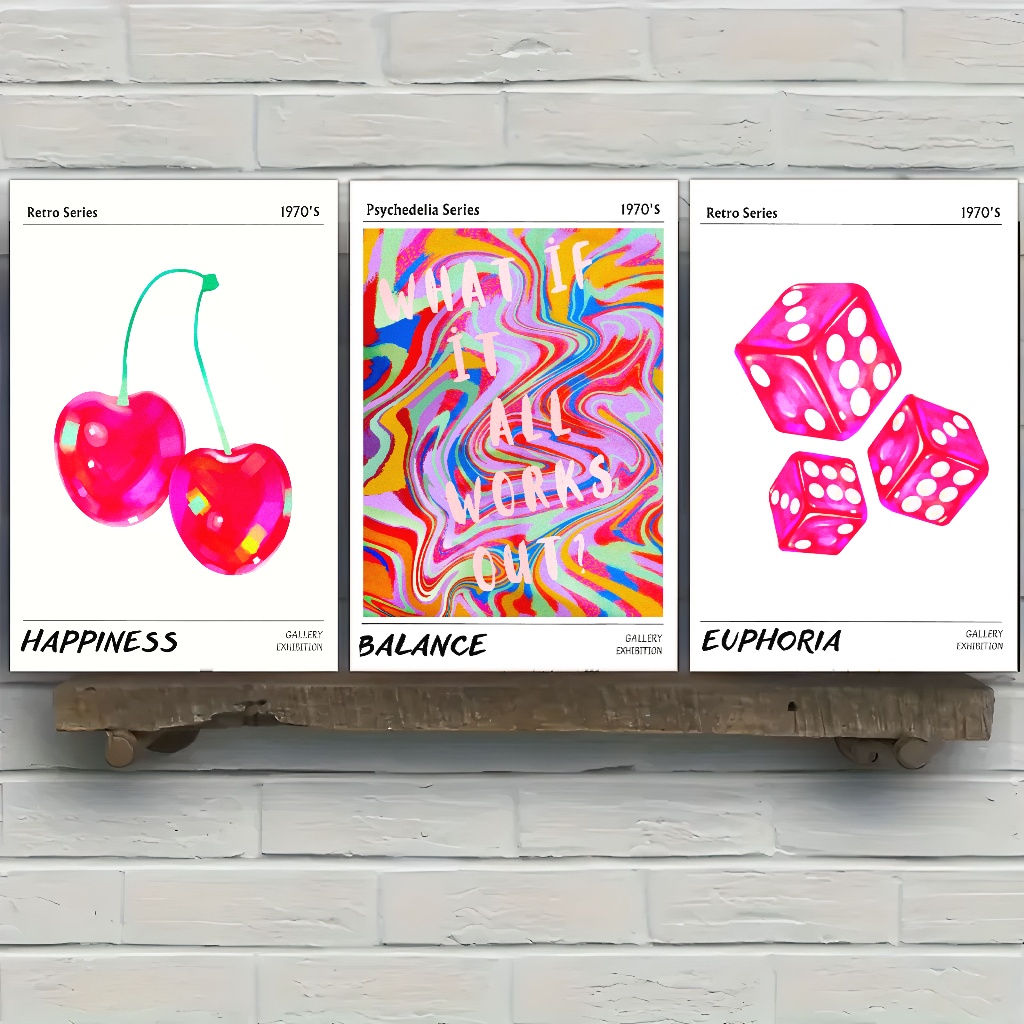 Retro Series 1970's
HAPPINESS
GALLERY
EXHIBITION
Psychedelia Series 1970's
WHAT IF
IT
ALL
WORKS
OUT?
BALANCE
GALLERY
EXHIBITION
Retro Series 1970's
EUPHORIA
GALLERY
EXHIBITION